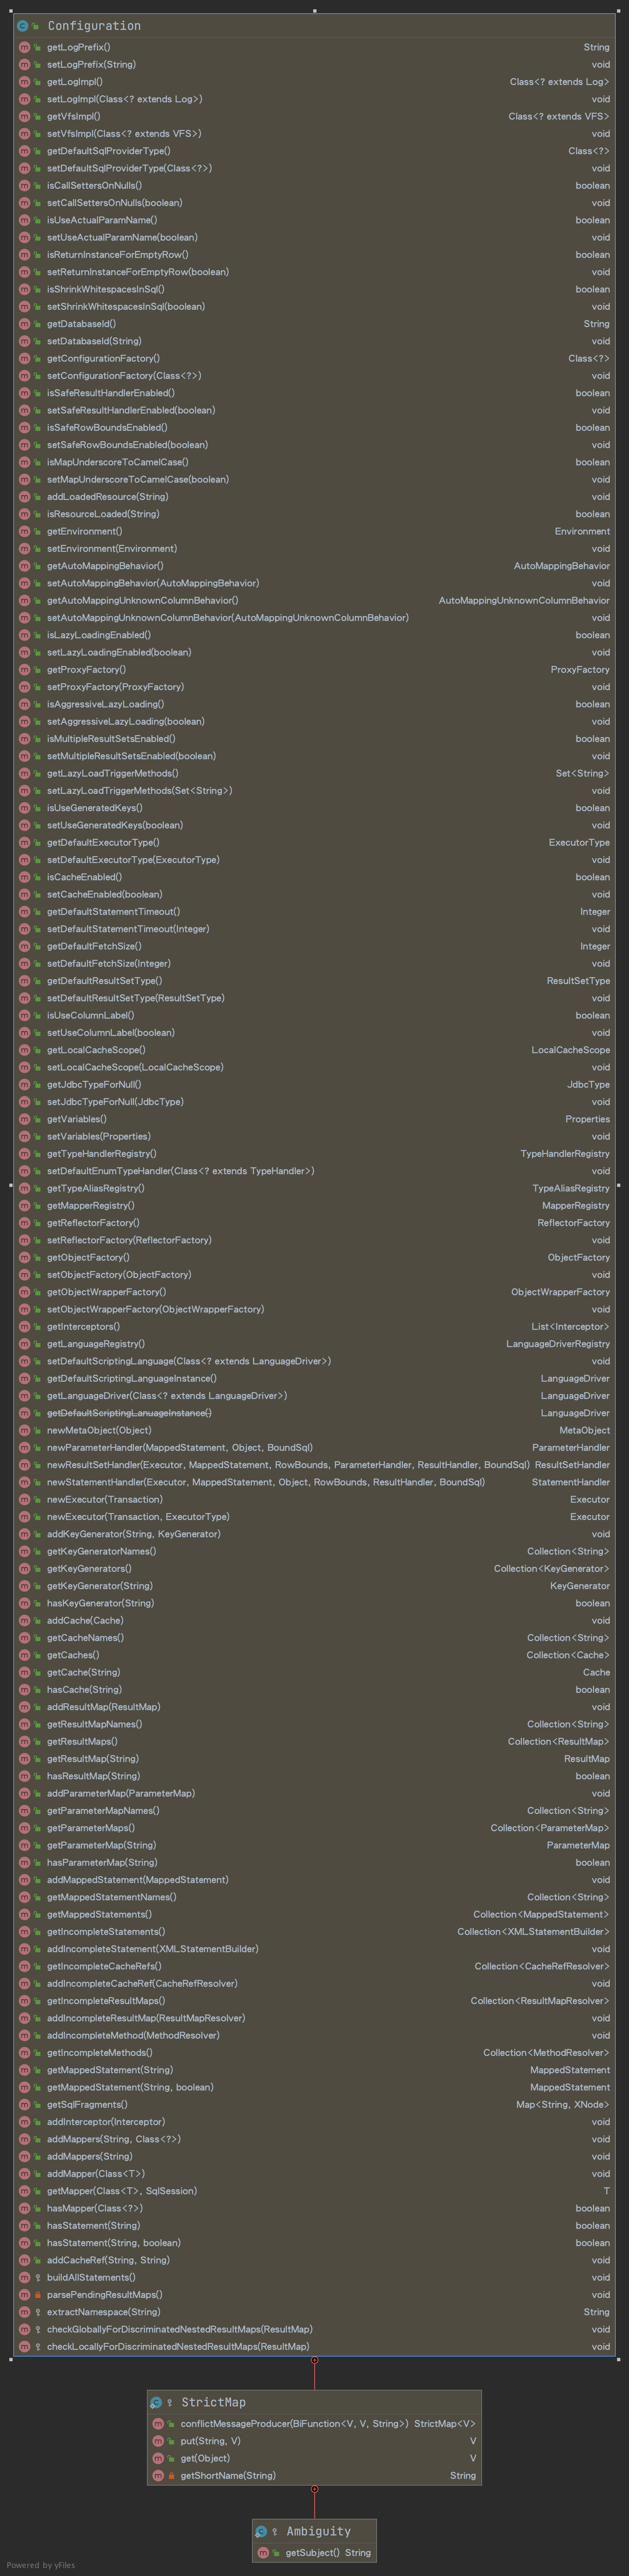 Configuration
getLogPrefix() String
setLogPrefix(String) void
getLogImpl() Class<? extends Log>
setLogImpl(Class<? extends Log>) void
getVfsImpl() Class<? extends VFS>
setVfsImpl(Class<? extends VFS>) void
getDefaultSqlProviderType() Class<?>
setDefaultSqlProviderType(Class<?>) void
isCallSettersOnNulls() boolean
setCallSettersOnNulls(boolean) void
isUseActualParamName() boolean
setUseActualParamName(boolean) void
isReturnInstanceForEmptyRow() boolean
setReturnInstanceForEmptyRow(boolean) void
isShrinkWhitespacesInSql() boolean
setShrinkWhitespacesInSql(boolean) void
getDatabaseId() String
setDatabaseId(String) void
getConfigurationFactory() Class<?>
setConfigurationFactory(Class<?>) void
isSafeResultHandlerEnabled() boolean
setSafeResultHandlerEnabled(boolean) void
isSafeRowBoundsEnabled() boolean
setSafeRowBoundsEnabled(boolean) void
isMapUnderscoreToCamelCase() boolean
setMapUnderscoreToCamelCase(boolean) void
addLoadedResource(String) void
isResourceLoaded(String) boolean
getEnvironment() Environment
setEnvironment(Environment) void
getAutoMappingBehavior() AutoMappingBehavior
setAutoMappingBehavior(AutoMappingBehavior) void
getAutoMappingUnknownColumnBehavior() AutoMappingUnknownColumnBehavior
setAutoMappingUnknownColumnBehavior(AutoMappingUnknownColumnBehavior) void
isLazyLoadingEnabled() boolean
setLazyLoadingEnabled(boolean) void
getProxyFactory() ProxyFactory
setProxyFactory(ProxyFactory) void
isAggressiveLazyLoading() boolean
setAggressiveLazyLoading(boolean) void
isMultipleResultSetsEnabled() boolean
setMultipleResultSetsEnabled(boolean) void
getLazyLoadTriggerMethods() Set<String>
setLazyLoadTriggerMethods(Set<String>) void
isUseGeneratedKeys() boolean
setUseGeneratedKeys(boolean) void
getDefaultExecutorType() ExecutorType
setDefaultExecutorType(ExecutorType) void
isCacheEnabled() boolean
setCacheEnabled(boolean) void
getDefaultStatementTimeout() Integer
setDefaultStatementTimeout(Integer) void
getDefaultFetchSize() Integer
setDefaultFetchSize(Integer) void
getDefaultResultSetType() ResultSetType
setDefaultResultSetType(ResultSetType) void
isUseColumnLabel() boolean
setUseColumnLabel(boolean) void
getLocalCacheScope() LocalCacheScope
setLocalCacheScope(LocalCacheScope) void
getJdbcTypeForNull() JdbcType
setJdbcTypeForNull(JdbcType) void
getVariables() Properties
setVariables(Properties) void
getTypeHandlerRegistry() TypeHandlerRegistry
setDefaultEnumTypeHandler(Class<? extends TypeHandler>) void
getTypeAliasRegistry() TypeAliasRegistry
getMapperRegistry() MapperRegistry
getReflectorFactory() ReflectorFactory
setReflectorFactory(ReflectorFactory) void
getObjectFactory() ObjectFactory
setObjectFactory(ObjectFactory) void
getObjectWrapperFactory() ObjectWrapperFactory
setObjectWrapperFactory(ObjectWrapperFactory) void
getInterceptors() List<Interceptor>
getLanguageRegistry() LanguageDriverRegistry
setDefaultScriptingLanguage(Class<? extends LanguageDriver>) void
getDefaultScriptingLanguageInstance() LanguageDriver
getLanguageDriver(Class<? extends LanguageDriver>) LanguageDriver
getDefaultScriptingLanuageInstance() LanguageDriver
newMetaObject(Object) MetaObject
newParameterHandler(MappedStatement, Object, BoundSql) ParameterHandler
newResultSetHandler(Executor, MappedStatement, RowBounds, ParameterHandler, ResultHandler, BoundSql) ResultSetHandler
newStatementHandler(Executor, MappedStatement, Object, RowBounds, ResultHandler, BoundSql) StatementHandler
newExecutor(Transaction) Executor
newExecutor(Transaction, ExecutorType) Executor
addKeyGenerator(String, KeyGenerator) void
getKeyGeneratorNames() Collection<String>
getKeyGenerators() Collection<KeyGenerator>
getKeyGenerator(String) KeyGenerator
hasKeyGenerator(String) boolean
addCache(Cache) void
getCacheNames() Collection<String>
getCaches() Collection<Cache>
getCache(String) Cache
hasCache(String) boolean
addResultMap(ResultMap) void
getResultMapNames() Collection<String>
getResultMaps() Collection<ResultMap>
getResultMap(String) ResultMap
hasResultMap(String) boolean
addParameterMap(ParameterMap) void
getParameterMapNames() Collection<String>
getParameterMaps() Collection<ParameterMap>
getParameterMap(String) ParameterMap
hasParameterMap(String) boolean
addMappedStatement(MappedStatement) void
getMappedStatementNames() Collection<String>
getMappedStatements() Collection<MappedStatement>
getIncompleteStatements() Collection<XMLStatementBuilder>
addIncompleteStatement(XMLStatementBuilder) void
getIncompleteCacheRefs() Collection<CacheRefResolver>
addIncompleteCacheRef(CacheRefResolver) void
getIncompleteResultMaps() Collection<ResultMapResolver>
addIncompleteResultMap(ResultMapResolver) void
addIncompleteMethod(MethodResolver) void
getIncompleteMethods() Collection<MethodResolver>
getMappedStatement(String) MappedStatement
getMappedStatement(String, boolean) MappedStatement
getSqlFragments() Map<String, XNode>
addInterceptor(Interceptor) void
addMappers(String, Class<?>) void
addMappers(String) void
addMapper(Class<T>) void
getMapper(Class<T>, SqlSession) T
hasMapper(Class<?>) boolean
hasStatement(String) boolean
hasStatement(String, boolean) boolean
addCacheRef(String, String) void
buildAllStatements() void
parsePendingResultMaps() void
extractNamespace(String) String
checkGloballyForDiscriminatedNestedResultMaps(ResultMap) void
checkLocallyForDiscriminatedNestedResultMaps(ResultMap) void
StrictMap
conflictMessageProducer(BiFunction<V, V, String>) StrictMap<V>
put(String, V) V
get(Object) V
getShortName(String) String
Ambiguity
getSubject() String
Powered by yFiles